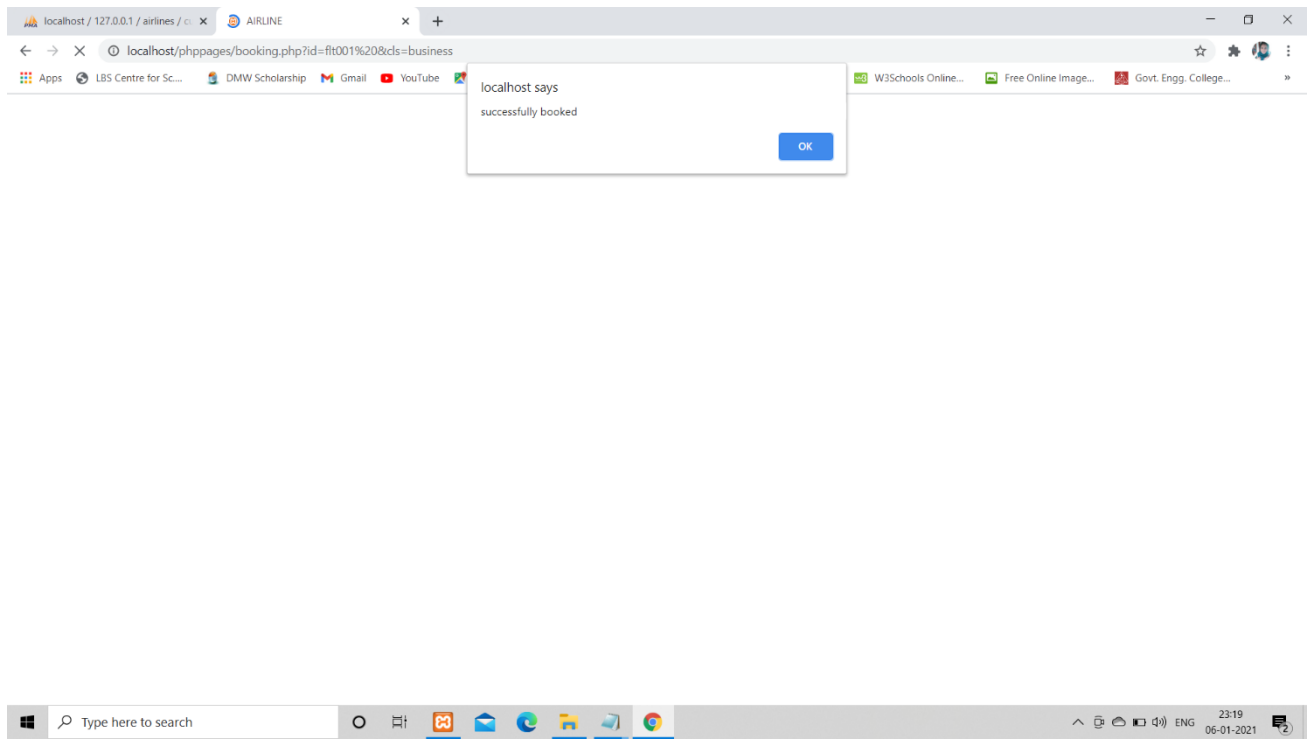 localhost / 127.0.0.1 / airlines / cu
AIRLINE
localhost/phppages/booking.php?id=flt001%20&cls=business
Apps LBS Centre for Sc.... DMW Scholarship Gmail YouTube W3Schools Online... Free Online Image... Govt. Engg. College... »
localhost says
successfully booked
OK
Type here to search
ENG
23:19
06-01-2021
2